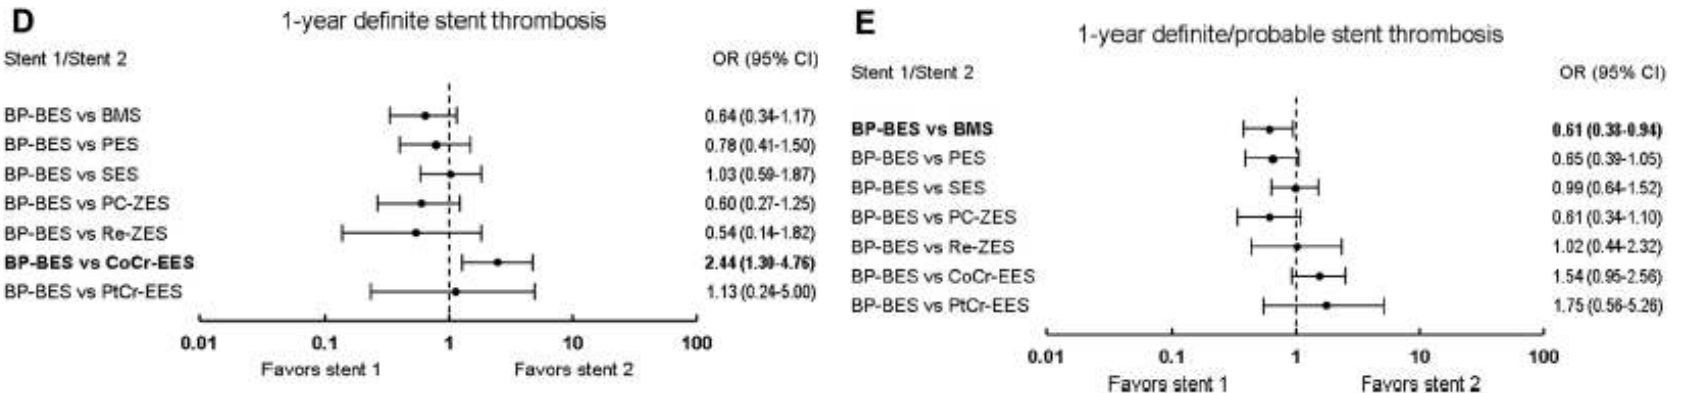 D
1-year definite stent thrombosis
Stent 1/Stent 2 OR (95% CI)
BP-BES vs BMS 0.64 (0.34-1.17)
BP-BES vs PES 0.78 (0.41-1.50)
BP-BES vs SES 1.03 (0.59-1.87)
BP-BES vs PC-ZES 0.60 (0.27-1.25)
BP-BES vs Re-ZES 0.54 (0.14-1.82)
BP-BES vs CoCr-EES 2.44 (1.30-4.76)
BP-BES vs PtCr-EES 1.13 (0.24-5.00)
0.01 0.1 1 10 100
Favors stent 1 Favors stent 2
E
1-year definite/probable stent thrombosis
Stent 1/Stent 2 OR (95% CI)
BP-BES vs BMS 0.61 (0.38-0.94)
BP-BES vs PES 0.65 (0.39-1.05)
BP-BES vs SES 0.99 (0.64-1.52)
BP-BES vs PC-ZES 0.61 (0.34-1.10)
BP-BES vs Re-ZES 1.02 (0.44-2.32)
BP-BES vs CoCr-EES 1.54 (0.95-2.56)
BP-BES vs PtCr-EES 1.75 (0.56-5.26)
0.01 0.1 1 10 100
Favors stent 1 Favors stent 2